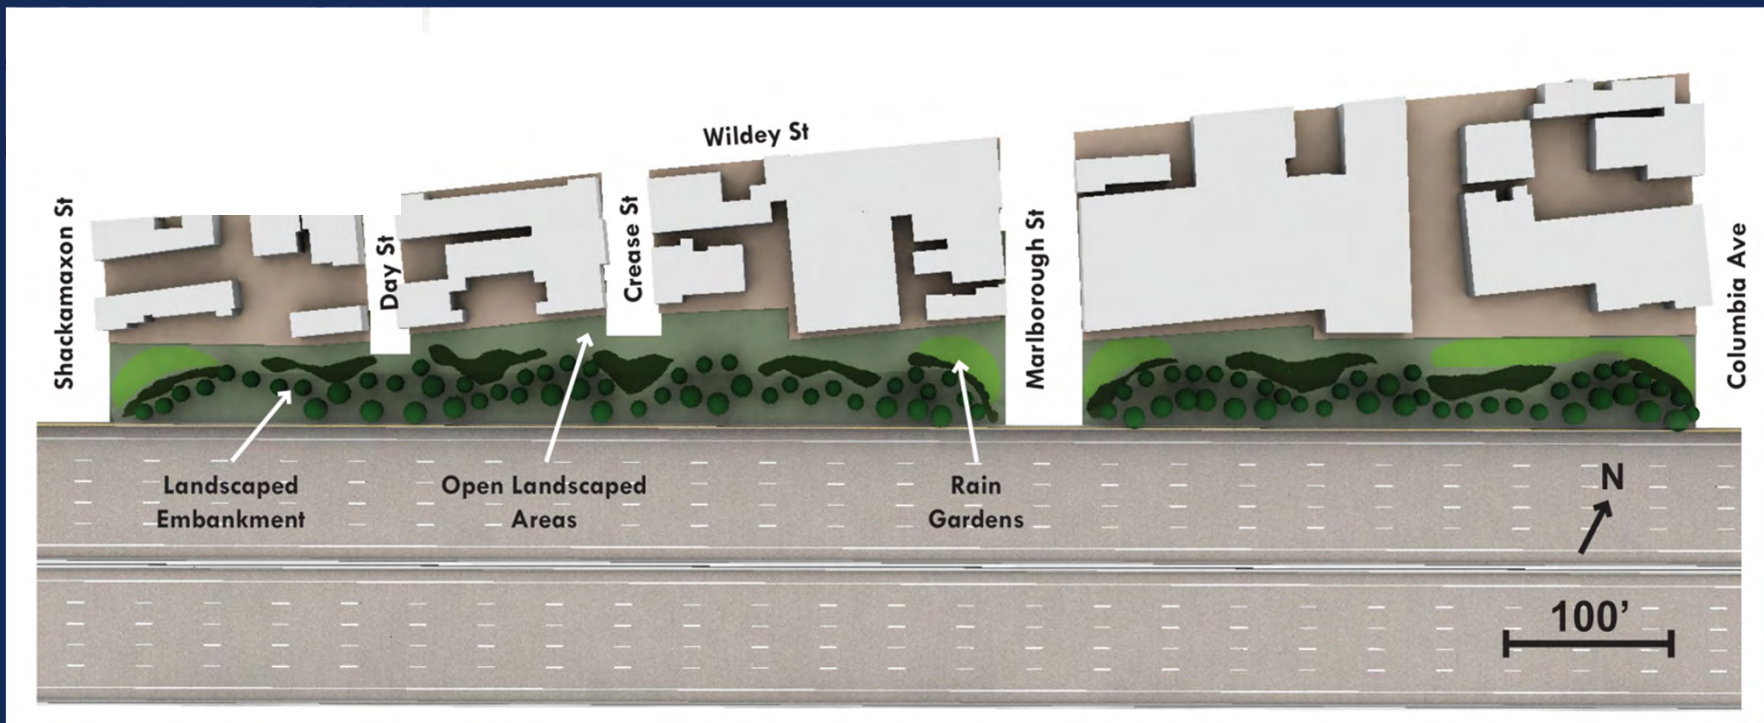 Wildey St
Shackamaxon St
Day St
Crease St
Marlborough St
Columbia Ave
Landscaped
Embankment
Open Landscaped
Areas
Rain
Gardens
N
100’